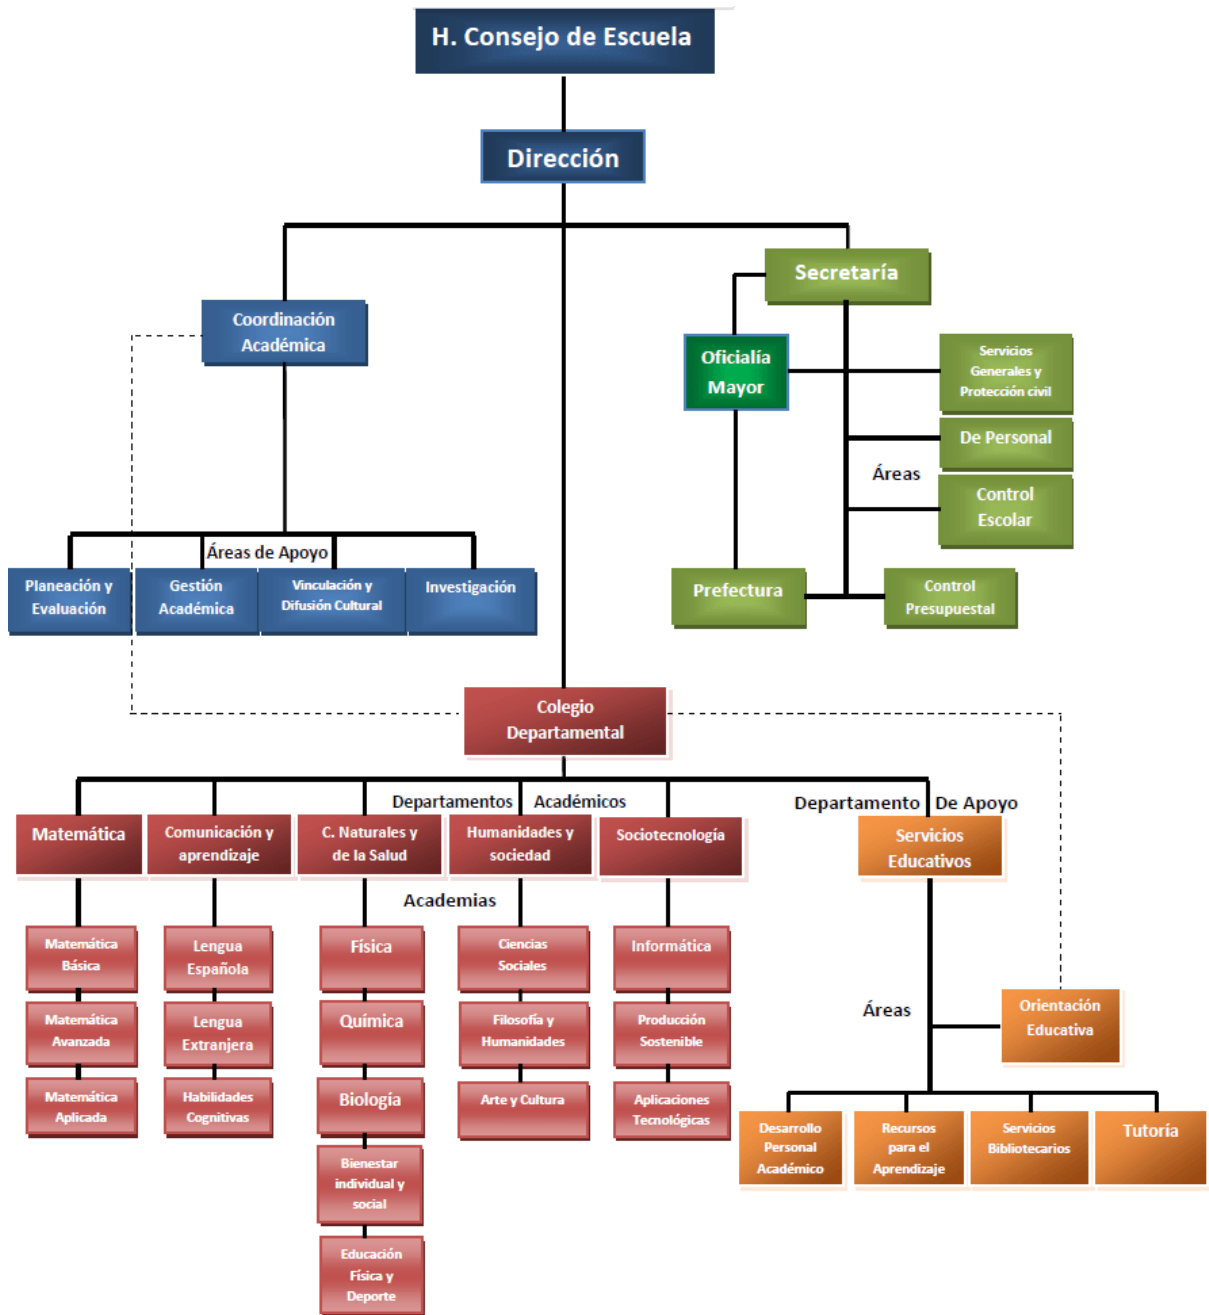 H. Consejo de Escuela
Dirección
Secretaría
Coordinación
Académica
Oficialía
Mayor
Servicios
Generales y
Protección civil
De Personal
Áreas
Control
Escolar
Áreas de Apoyo
Planeación y
Evaluación
Gestión
Académica
Vinculación y
Difusión Cultural
Investigación
Prefectura
Control
Presupuestal
Colegio
Departamental
Departamentos Académicos
Departamento De Apoyo
Matemática
Comunicación y
aprendizaje
C. Naturales y
de la Salud
Humanidades y
sociedad
Sociotecnología
Servicios
Educativos
Academias
Matemática
Básica
Lengua
Española
Física
Ciencias
Sociales
Informática
Matemática
Avanzada
Lengua
Extranjera
Química
Filosofía y
Humanidades
Producción
Sostenible
Áreas
Orientación
Educativa
Matemática
Aplicada
Habilidades
Cognitivas
Biología
Arte y Cultura
Aplicaciones
Tecnológicas
Desarrollo
Personal
Académico
Recursos
para el
Aprendizaje
Servicios
Bibliotecarios
Tutoría
Bienestar
individual y
social
Educación
Física y
Deporte